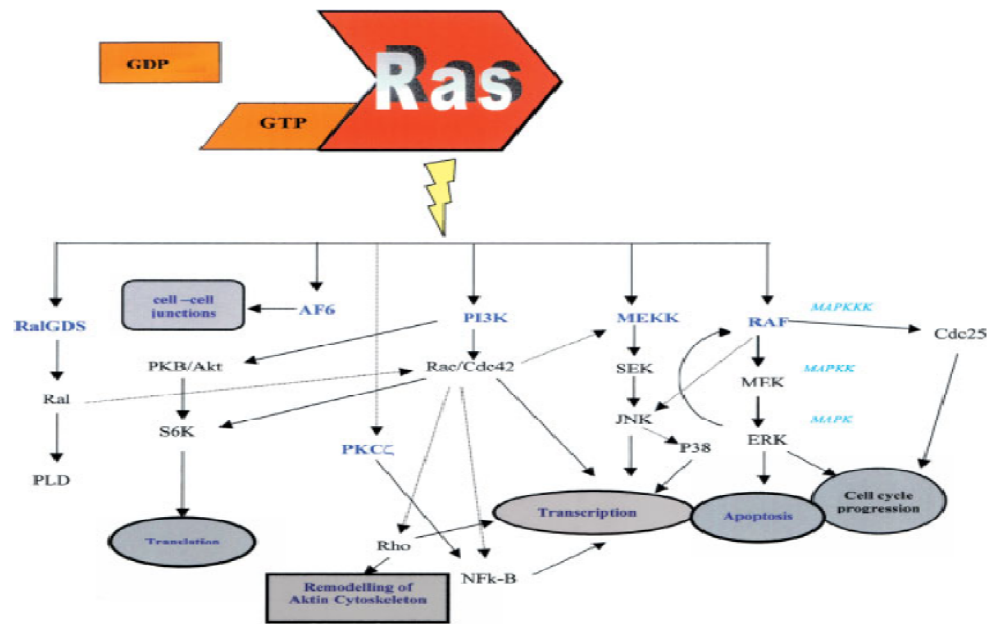 GDP
Ras
GTP
cell –cell
junctions
AF6
RalGDS
PI3K
MEKK
RAF
MAPKKK
Cdc25
PKB/Akt
Rac/Cdc42
SEK
MEK
MAPKK
Ral
S6K
JNK
MAPK
PKCζ
P38
ERK
PLD
Cell cycle
progression
Transcription
Apoptosis
Translation
Rho
NFk-B
Remodelling of
Aktin Cytoskeleton